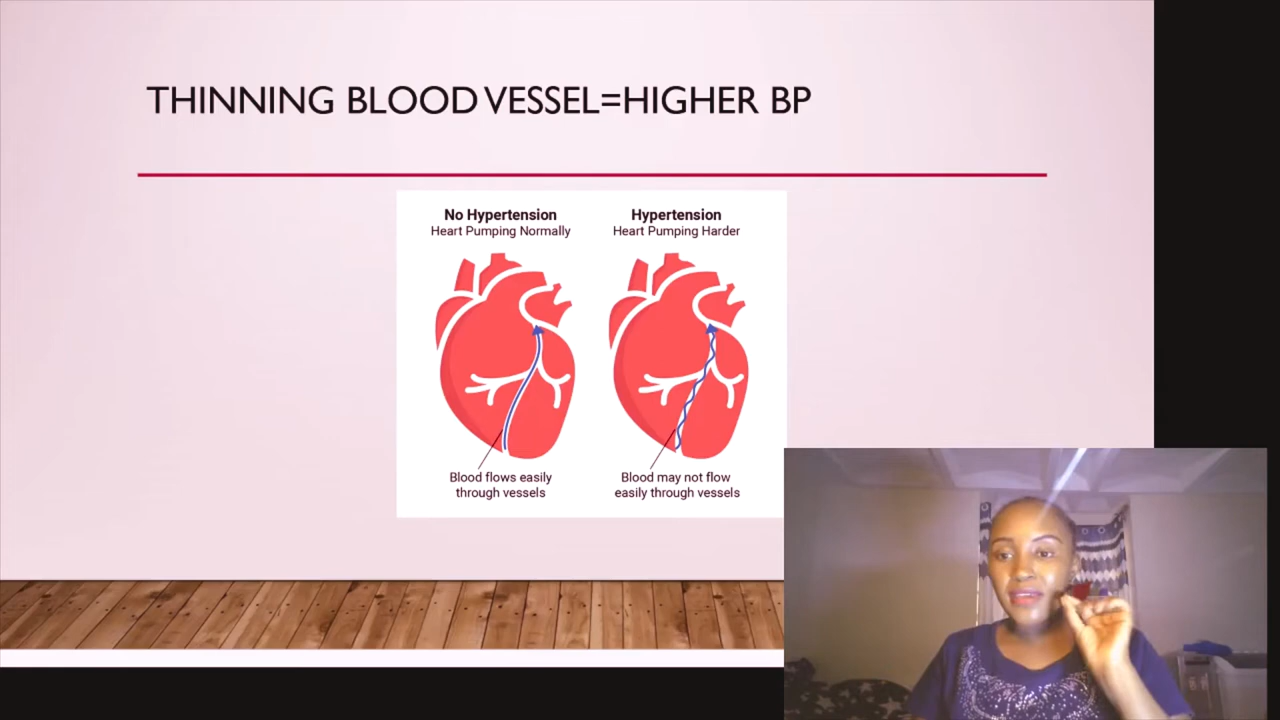 THINNING BLOOD VESSEL=HIGHER BP
No Hypertension
Heart Pumping Normally
Hypertension
Heart Pumping Harder
Blood flows easily
through vessels
Blood may not flow
easily through vessels